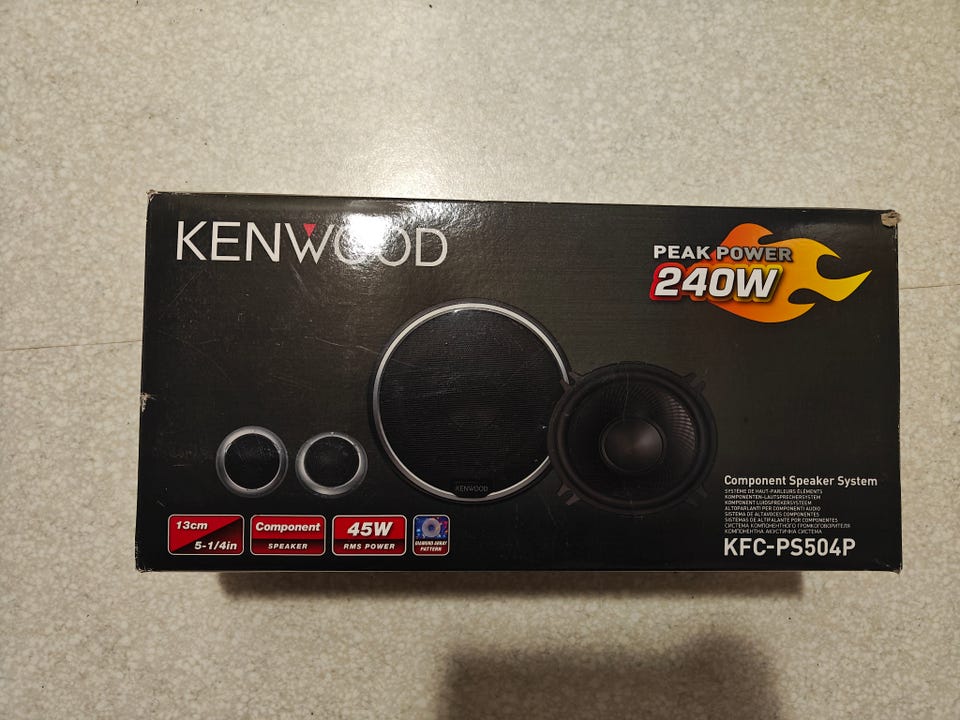 KENWOOD
PEAK POWER
240W
KENWOOD
Component Speaker System
SYSTÈME DE HAUT-PARLEURS ÉLÉMENTS
KOMPONENTEN-LAUTSPRECHERSYSTEM
KOMPONENT LUIDSPREKERSYSTEEM
ALTOPARLANTI PER COMPONENTI AUDIO
SISTEMA DE ALTAVOCES COMPONENTES
SISTEMAS DE ALTIFALANTE POR COMPONENTES
СИСТЕМА КОМПОНЕНТНОГО ГРОМКОГОВОРИТЕЛЯ
КОМПОНЕНТНА АКУСТИЧНА СИСТЕМА
KFC-PS504P
13cm
5-1/4in
Component
SPEAKER
45W
RMS POWER
DIAMOND ARRAY
PATTERN